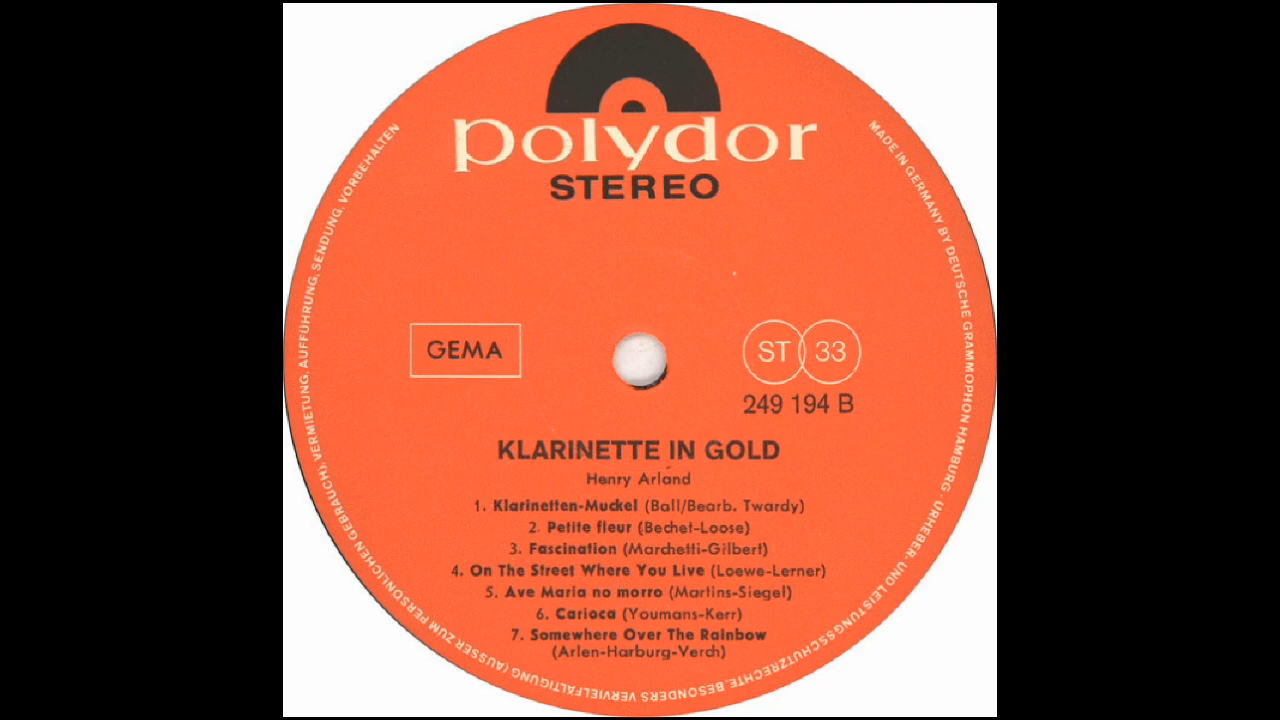 polydor
STEREO
GEMA
ST 33
249 194 B
KLARINETTE IN GOLD
Henry Arland
1. Klarinetten-Muckel (Ball/Bearb. Twardy)
2. Petite fleur (Bechet-Loose)
3. Fascination (Marchetti-Gilbert)
4. On The Street Where You Live (Loewe-Lerner)
5. Ave Maria no morro (Martins-Siegel)
6. Carioca (Youmans-Kerr)
7. Somewhere Over The Rainbow
(Arlen-Harburg-Verch)
MADE IN GERMANY BY DEUTSCHE GRAMMOPHON HAMBURG · URHEBER- UND LEISTUNGSSCHUTZRECHTE, BESONDERS VERVIELFÄLTIGUNG (AUSSER ZUM PERSÖNLICHEN GEBRAUCH), VERMIETUNG, AUFFÜHRUNG, SENDUNG, VORBEHALTEN